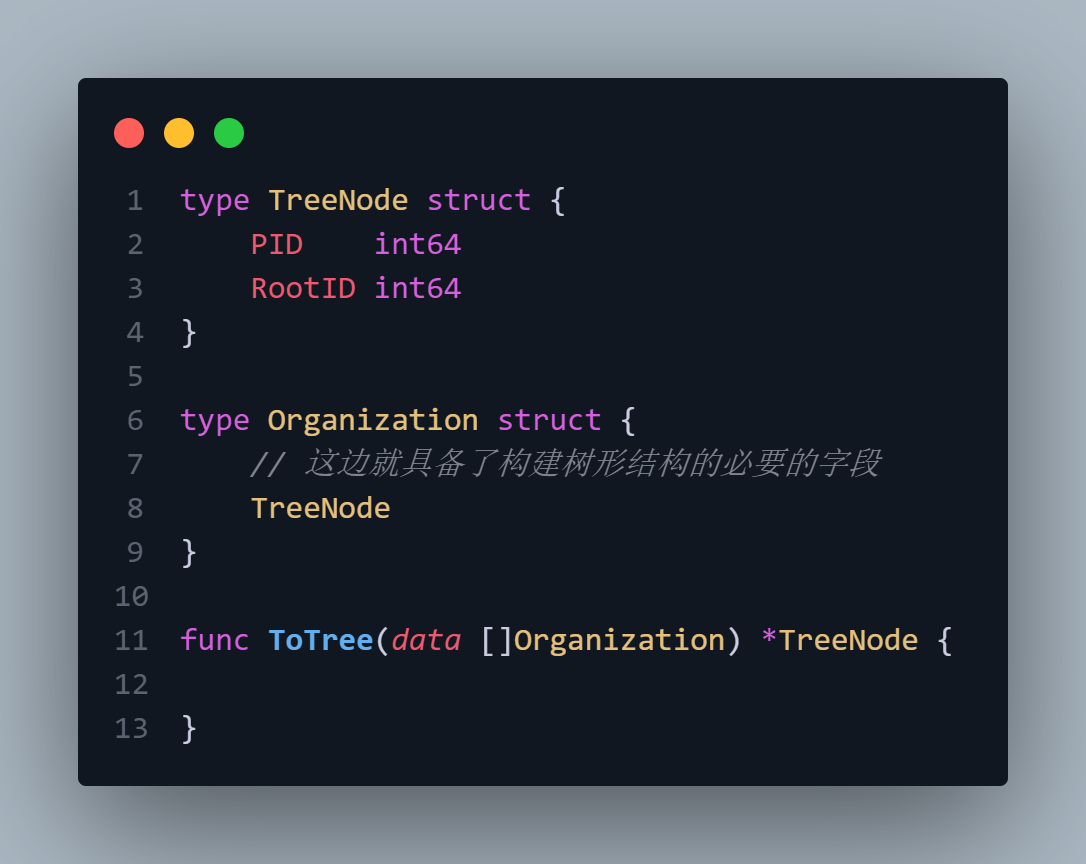 1 type TreeNode struct {
2     PID    int64
3     RootID int64
4 }
5
6 type Organization struct {
7     // 这边就具备了构建树形结构的必要的字段
8     TreeNode
9 }
10
11 func ToTree(data []Organization) *TreeNode {
12
13 }